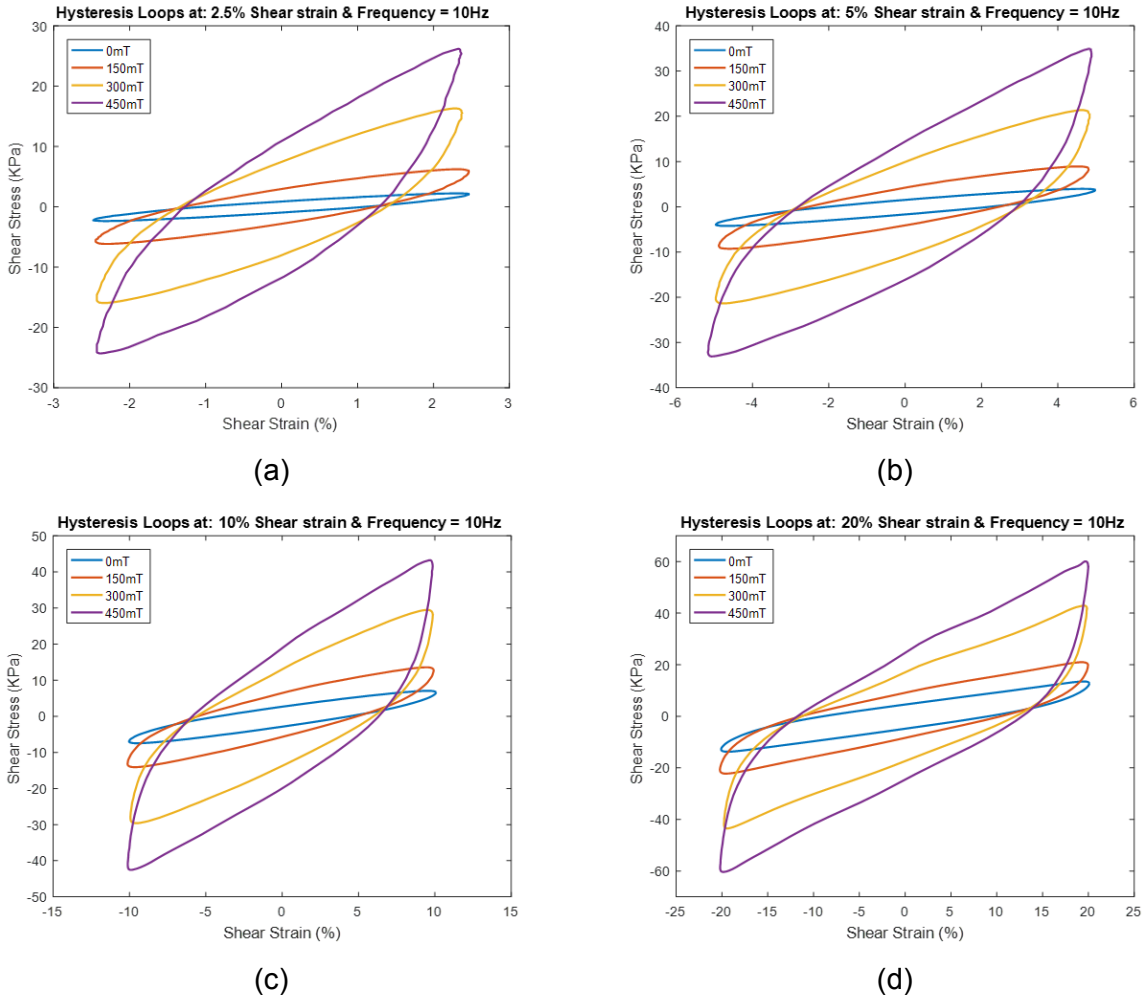 Hysteresis Loops at: 2.5% Shear strain & Frequency = 10Hz
30
20
10
0
-10
-20
-30
Shear Stress (KPa)
0mT
150mT
300mT
450mT
-3 -2 -1 0 1 2 3
Shear Strain (%)
(a)
Hysteresis Loops at: 5% Shear strain & Frequency = 10Hz
40
30
20
10
0
-10
-20
-30
-40
Shear Stress (KPa)
0mT
150mT
300mT
450mT
-6 -4 -2 0 2 4 6
Shear Strain (%)
(b)
Hysteresis Loops at: 10% Shear strain & Frequency = 10Hz
50
40
30
20
10
0
-10
-20
-30
-40
-50
Shear Stress (KPa)
0mT
150mT
300mT
450mT
-15 -10 -5 0 5 10 15
Shear Strain (%)
(c)
Hysteresis Loops at: 20% Shear strain & Frequency = 10Hz
60
40
20
0
-20
-40
-60
Shear Stress (KPa)
0mT
150mT
300mT
450mT
-25 -20 -15 -10 -5 0 5 10 15 20 25
Shear Strain (%)
(d)